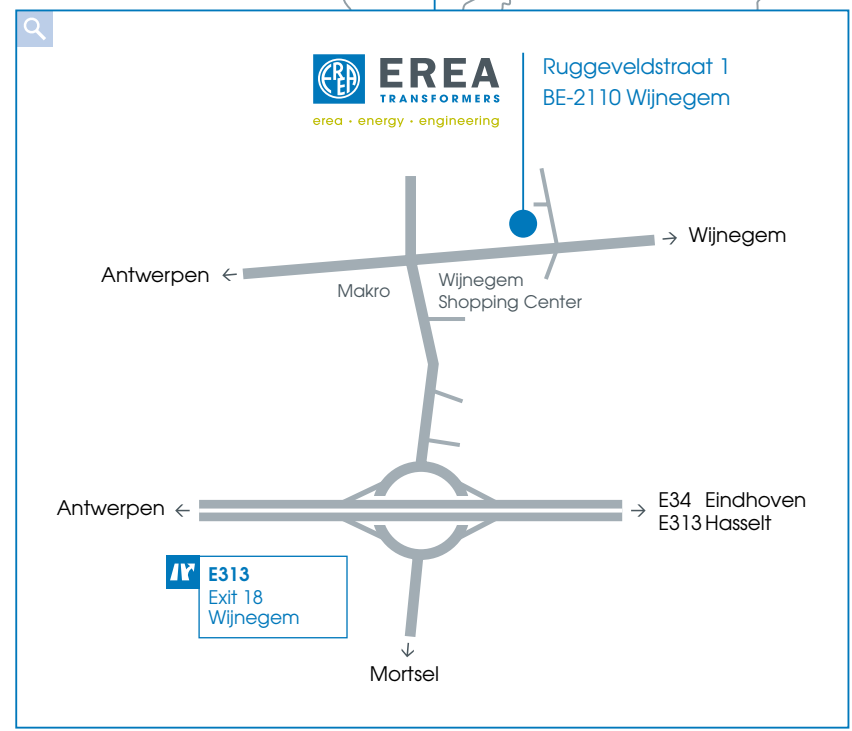 EREA
EREA
TRANSFORMERS
erea · energy · engineering
Ruggeveldstraat 1
BE-2110 Wijnegem
Wijnegem
Antwerpen
Makro
Wijnegem
Shopping Center
Antwerpen
E34 Eindhoven
E313 Hasselt
E313
Exit 18
Wijnegem
Mortsel